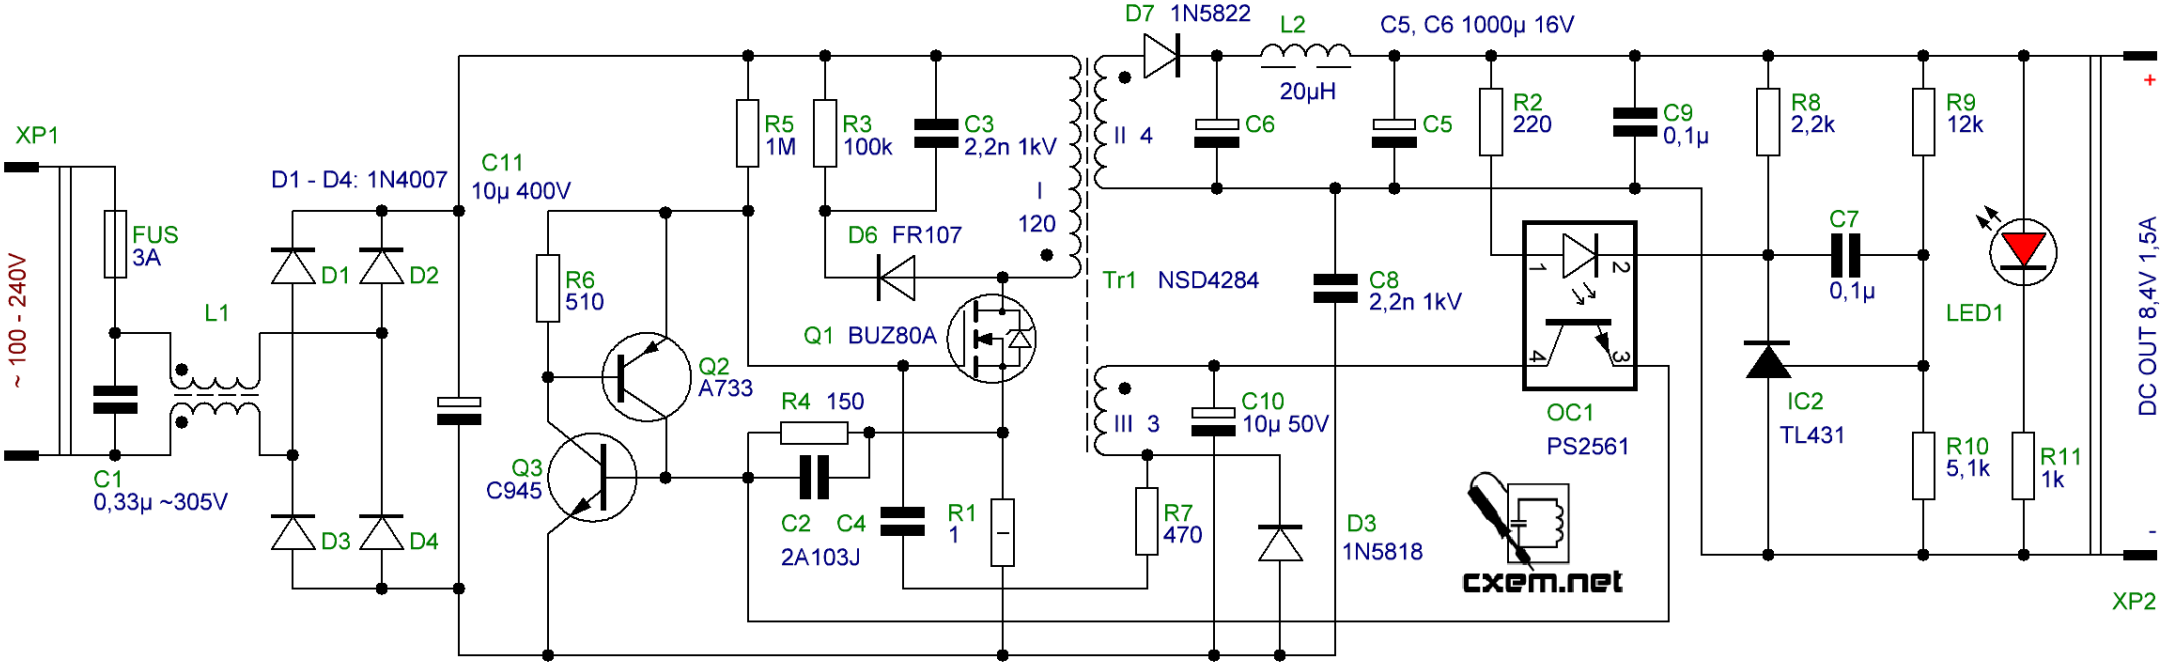 D7 1N5822
L2
20µH
C5, C6 1000µ 16V
XP1
~ 100 - 240V
FUS
3A
C1
0,33µ ~305V
L1
D1 - D4: 1N4007
D1
D2
D3
D4
C11
10µ 400V
R5
1M
R3
100k
C3
2,2n 1kV
I
120
II 4
III 3
D6 FR107
Tr1 NSD4284
R6
510
Q1 BUZ80A
Q2
A733
Q3
C945
R4 150
C2
2A103J
C4
R1
1
R7
470
C10
10µ 50V
D3
1N5818
C8
2,2n 1kV
C6
C5
R2
220
C9
0,1µ
R8
2,2k
R9
12k
1
2
3
4
OC1
PS2561
C7
0,1µ
IC2
TL431
R10
5,1k
LED1
R11
1k
+
DC OUT 8,4V 1,5A
-
XP2
cxem.net